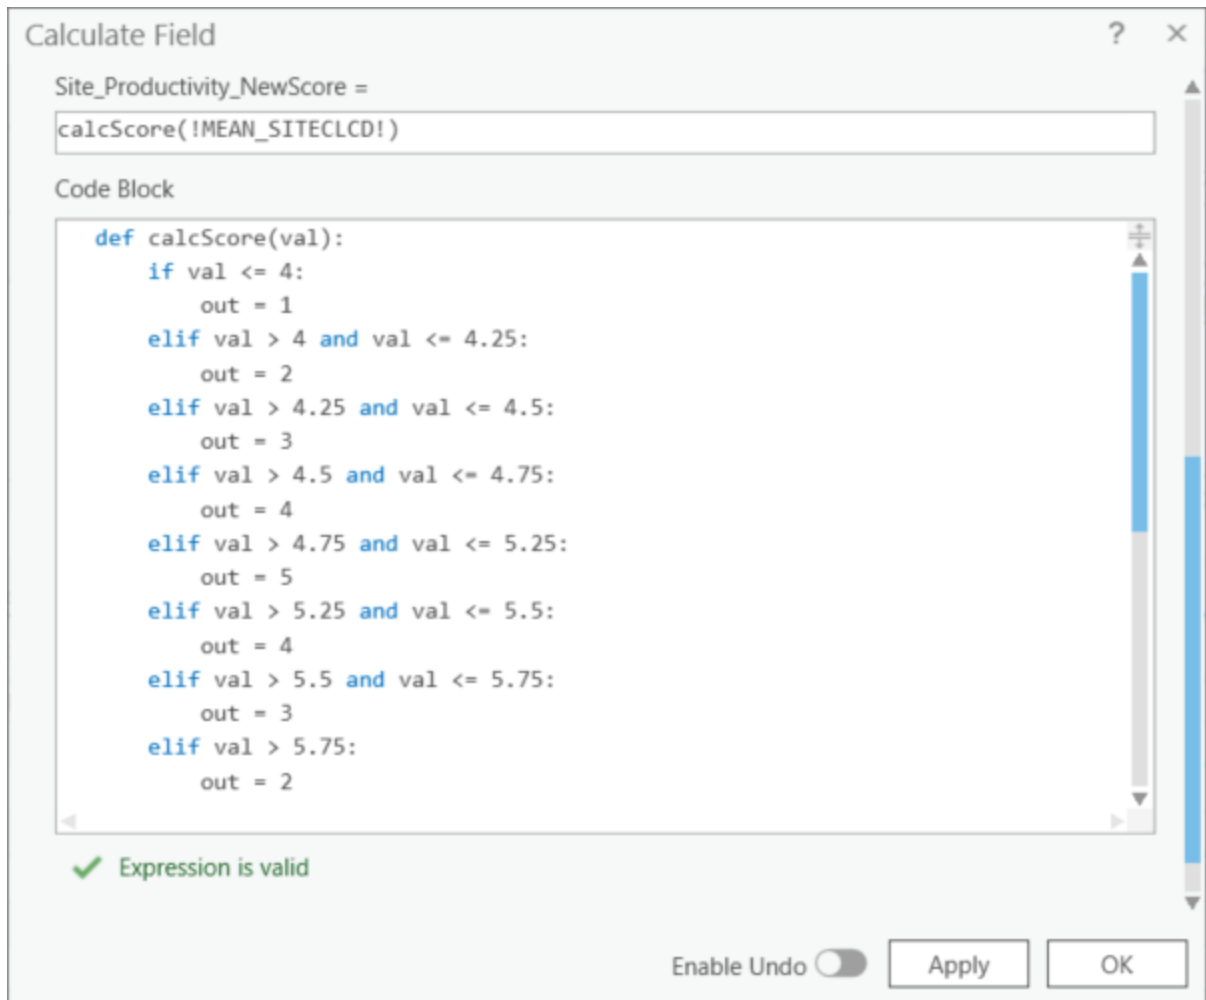 Calculate Field ? ×
Site_Productivity_NewScore =
calcScore(!MEAN_SITECLCD!)
Code Block
def calcScore(val):
    if val <= 4:
        out = 1
    elif val > 4 and val <= 4.25:
        out = 2
    elif val > 4.25 and val <= 4.5:
        out = 3
    elif val > 4.5 and val <= 4.75:
        out = 4
    elif val > 4.75 and val <= 5.25:
        out = 5
    elif val > 5.25 and val <= 5.5:
        out = 4
    elif val > 5.5 and val <= 5.75:
        out = 3
    elif val > 5.75:
        out = 2
Expression is valid
Enable Undo Apply OK